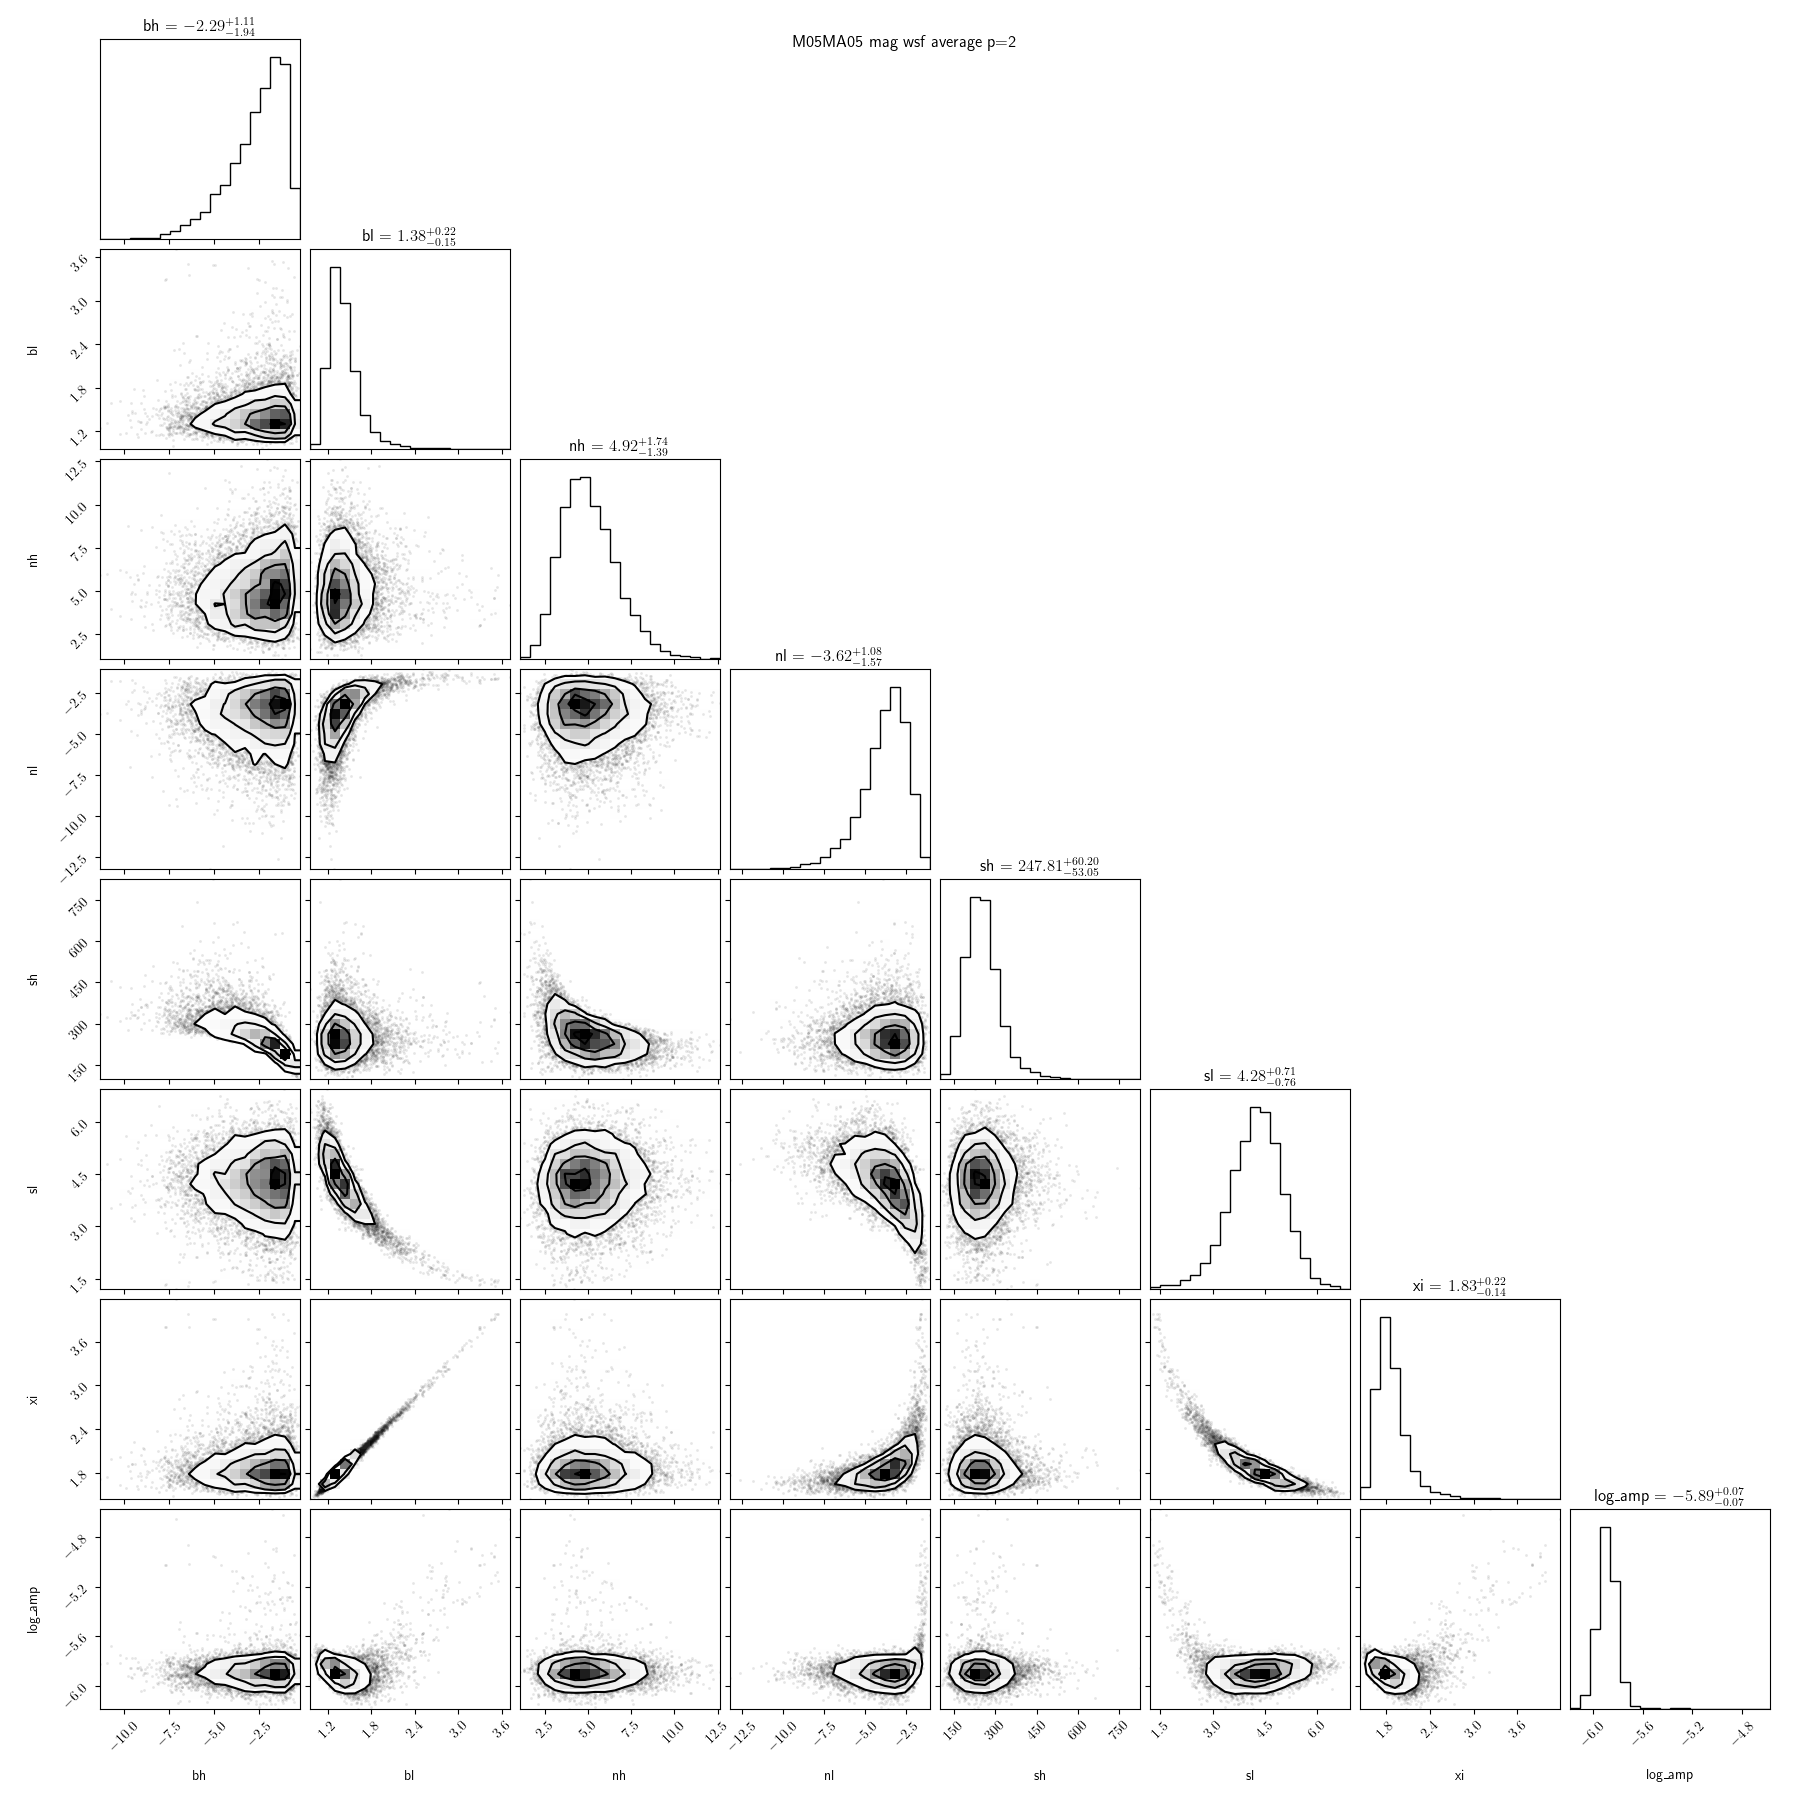 bh = −2.29+1.11−1.94
M05MA05 mag wsf average p=2
bl = 1.38+0.22−0.15
3.6
3.0
2.4
1.8
1.2
bl
nh = 4.92+1.74−1.39
12.5
10.0
7.5
5.0
2.5
nh
nl = −3.62+1.08−1.57
−2.5
−5.0
−7.5
−10.0
−12.5
nl
sh = 247.81+60.20−53.05
750
600
450
300
150
sh
sl = 4.28+0.71−0.76
6.0
4.5
3.0
1.5
sl
xi = 1.83+0.22−0.14
3.6
3.0
2.4
1.8
xi
log_amp = −5.89+0.07−0.07
−4.8
−5.2
−5.6
−6.0
log_amp
−10.0 −7.5 −5.0 −2.5 1.2 1.8 2.4 3.0 3.6 2.5 5.0 7.5 10.0 12.5 −12.5 −10.0 −7.5 −5.0 −2.5 150 300 450 600 750 1.5 3.0 4.5 6.0 1.8 2.4 3.0 3.6 −6.0 −5.6 −5.2 −4.8
bh bl nh nl sh sl xi log_amp